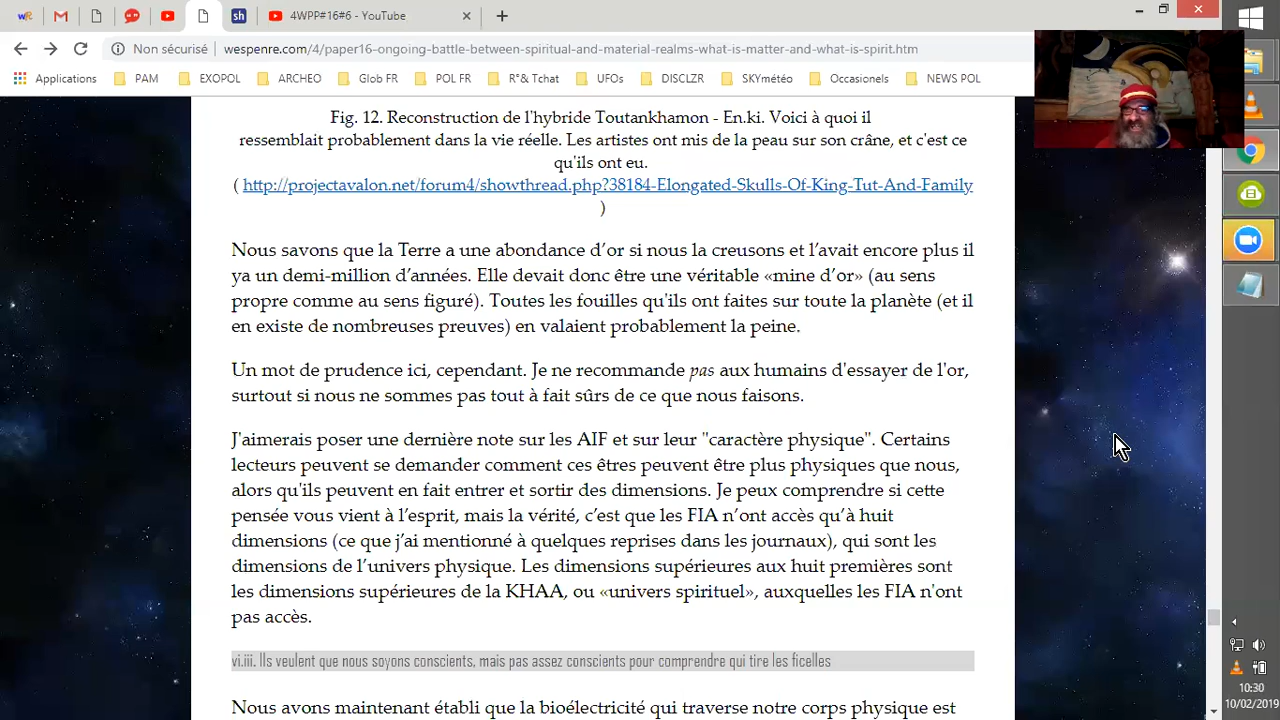 4WPP#16#6 - YouTube
Non sécurisé
wespenre.com/4/paper16-ongoing-battle-between-spiritual-and-material-realms-what-is-matter-and-what-is-spirit.htm
Applications PAM EXOPOL ARCHEO Glob FR POL FR R°& Tchat UFOs DISCLZR SKYmétéo Occasionels NEWS POL
Fig. 12. Reconstruction de l'hybride Toutankhamon - En.ki. Voici à quoi il
ressemblait probablement dans la vie réelle. Les artistes ont mis de la peau sur son crâne, et c'est ce
qu'ils ont eu.
( http://projectavalon.net/forum4/showthread.php?38184-Elongated-Skulls-Of-King-Tut-And-Family
)
Nous savons que la Terre a une abondance d’or si nous la creusons et l’avait encore plus il
ya un demi-million d’années. Elle devait donc être une véritable «mine d’or» (au sens
propre comme au sens figuré). Toutes les fouilles qu'ils ont faites sur toute la planète (et il
en existe de nombreuses preuves) en valaient probablement la peine.
Un mot de prudence ici, cependant. Je ne recommande pas aux humains d'essayer de l'or,
surtout si nous ne sommes pas tout à fait sûrs de ce que nous faisons.
J'aimerais poser une dernière note sur les AIF et sur leur "caractère physique". Certains
lecteurs peuvent se demander comment ces êtres peuvent être plus physiques que nous,
alors qu'ils peuvent en fait entrer et sortir des dimensions. Je peux comprendre si cette
pensée vous vient à l’esprit, mais la vérité, c’est que les FIA n’ont accès qu’à huit
dimensions (ce que j’ai mentionné à quelques reprises dans les journaux), qui sont les
dimensions de l’univers physique. Les dimensions supérieures aux huit premières sont
les dimensions supérieures de la KHAA, ou «univers spirituel», auxquelles les FIA n'ont
pas accès.
vi.iii. Ils veulent que nous soyons conscients, mais pas assez conscients pour comprendre qui tire les ficelles
Nous avons maintenant établi que la bioélectricité qui traverse notre corps physique est
10:30
10/02/2019